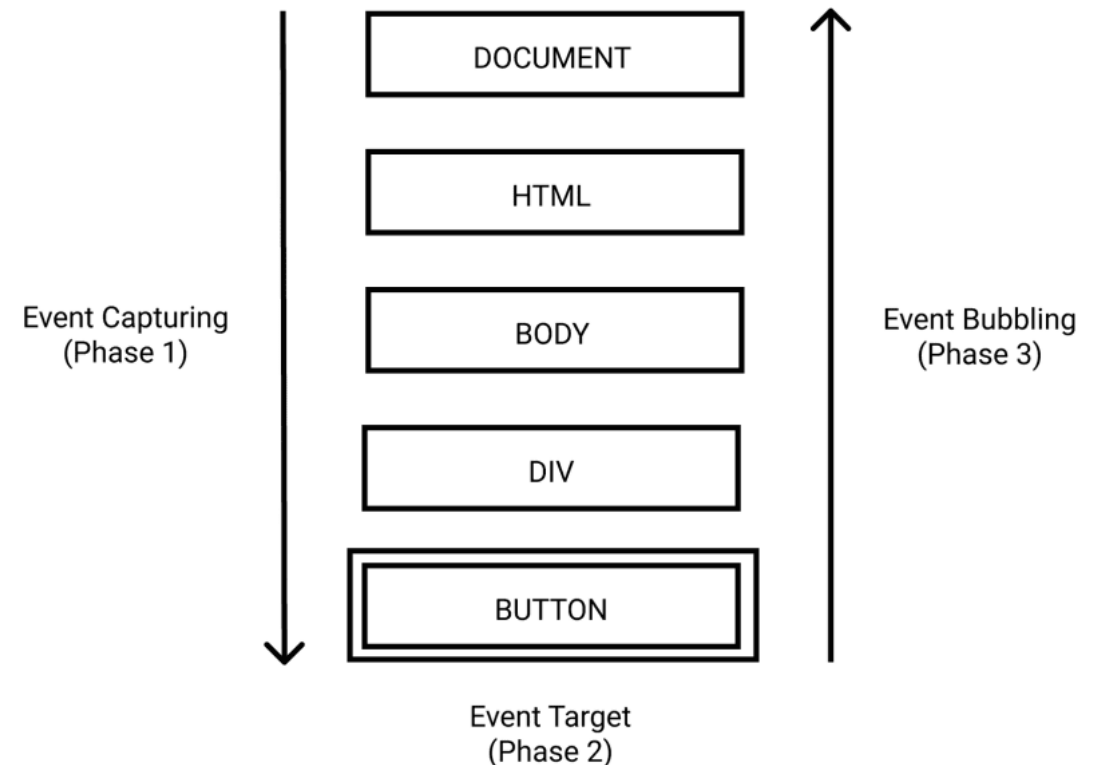 DOCUMENT
HTML
Event Capturing
(Phase 1)
BODY
Event Bubbling
(Phase 3)
DIV
BUTTON
Event Target
(Phase 2)